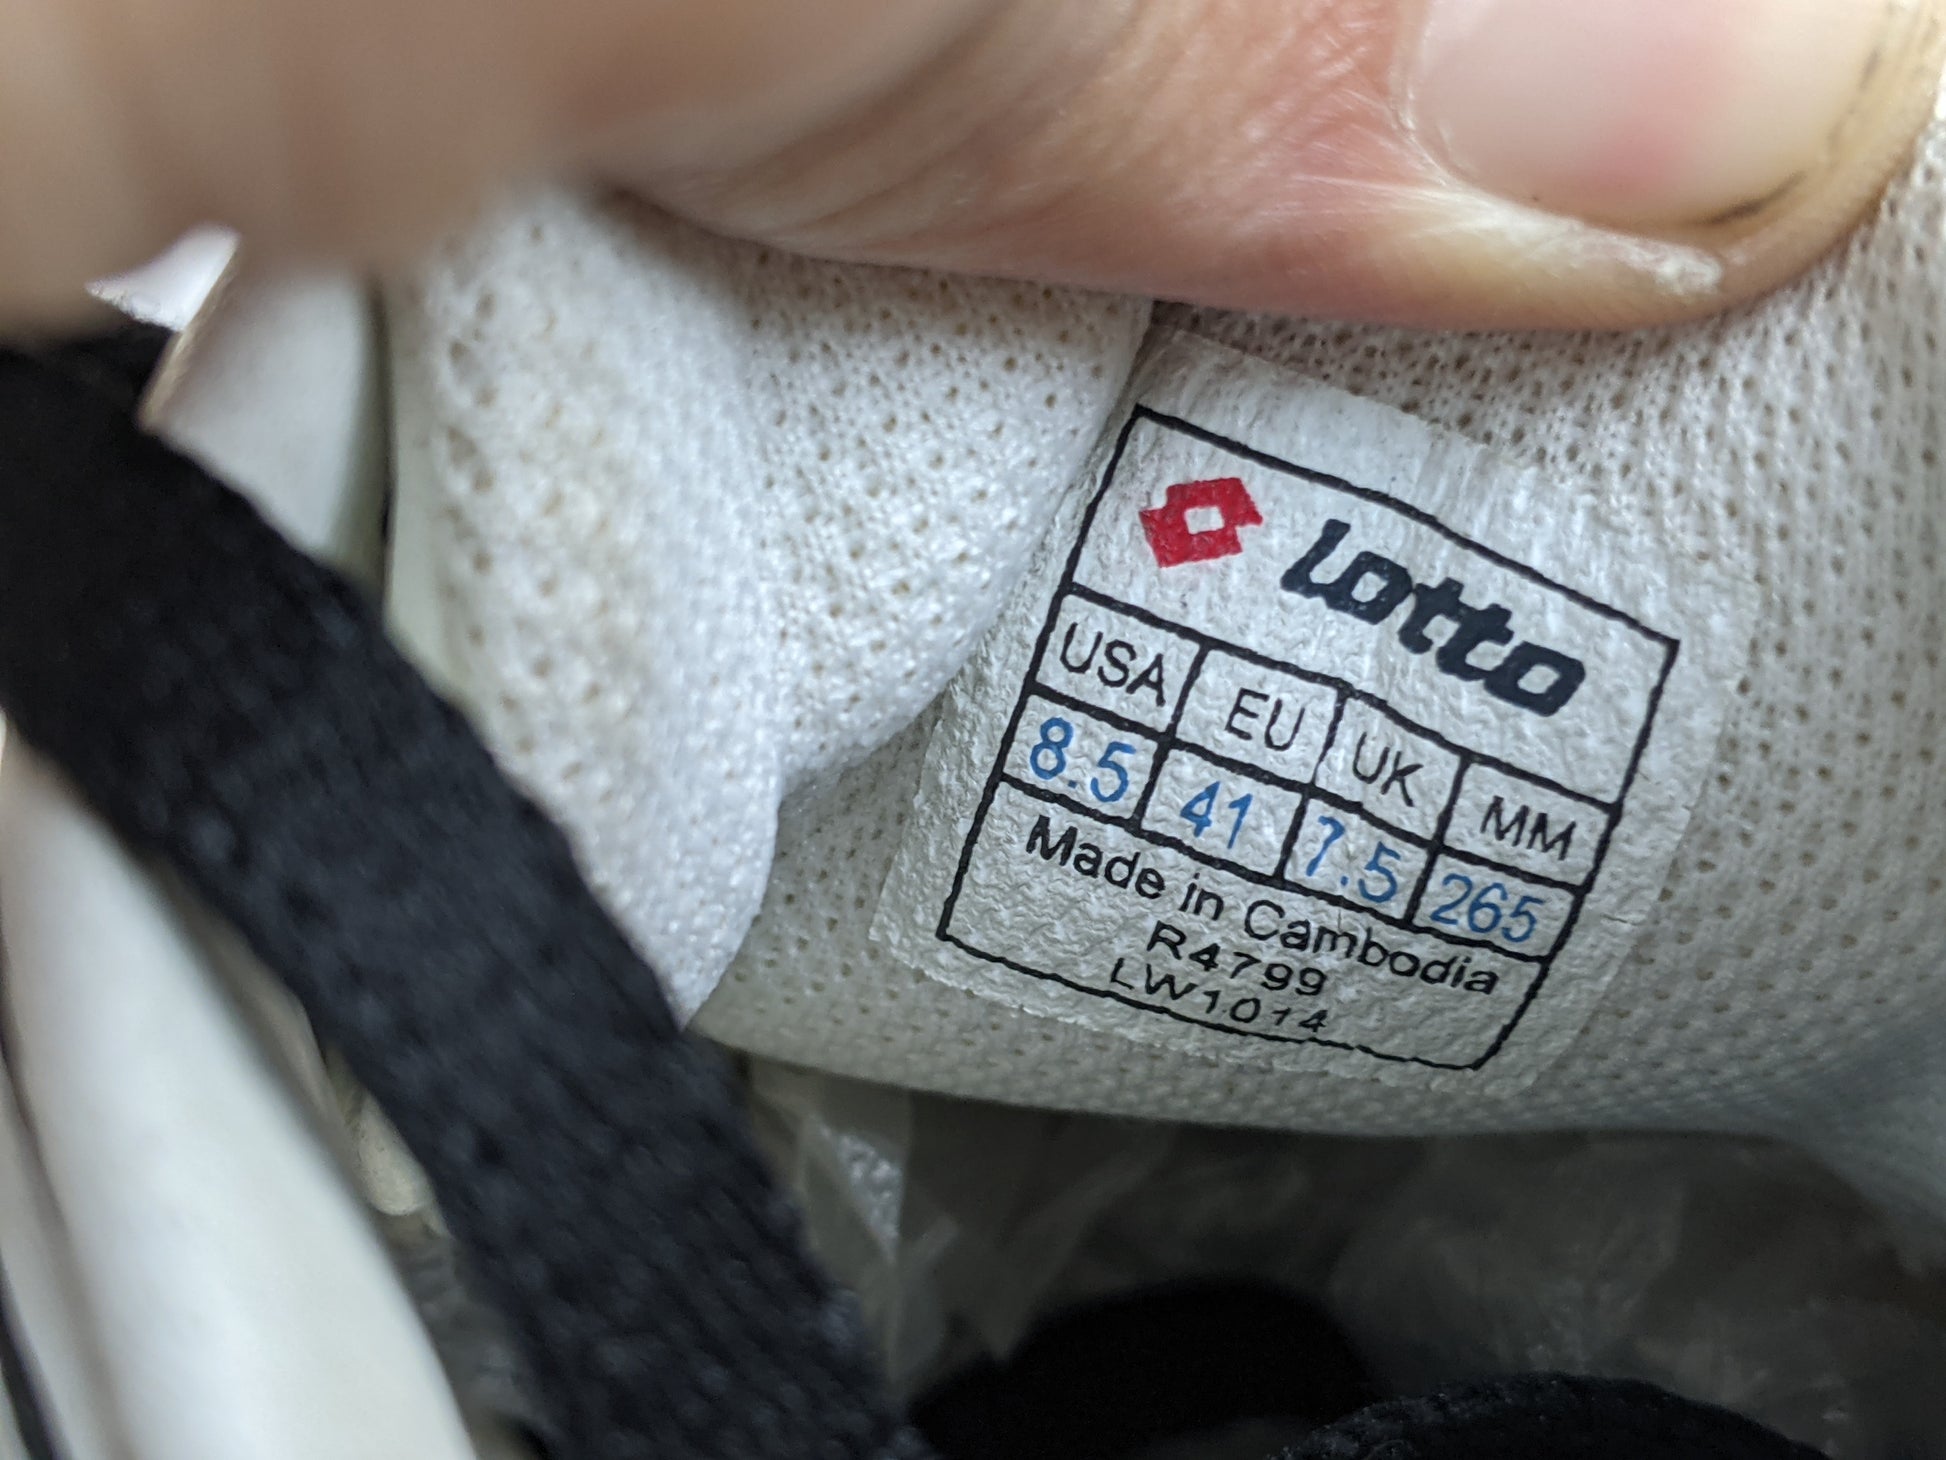 lotto
USA EU UK MM
8.5 41 7.5 265
Made in Cambodia
R4799
LW1014